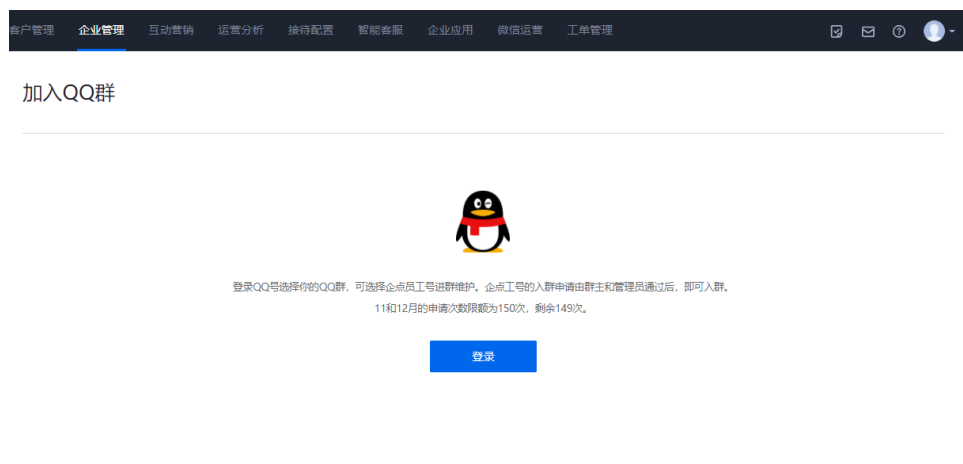 客户管理 企业管理 互动营销 运营分析 接待配置 智能客服 企业应用 微信运营 工单管理
加入QQ群
登录QQ号选择你的QQ群，可选择企点员工号进群维护。企点工号的入群申请由群主和管理员通过后，即可入群。
11和12月的申请次数限额为150次，剩余149次。
登录